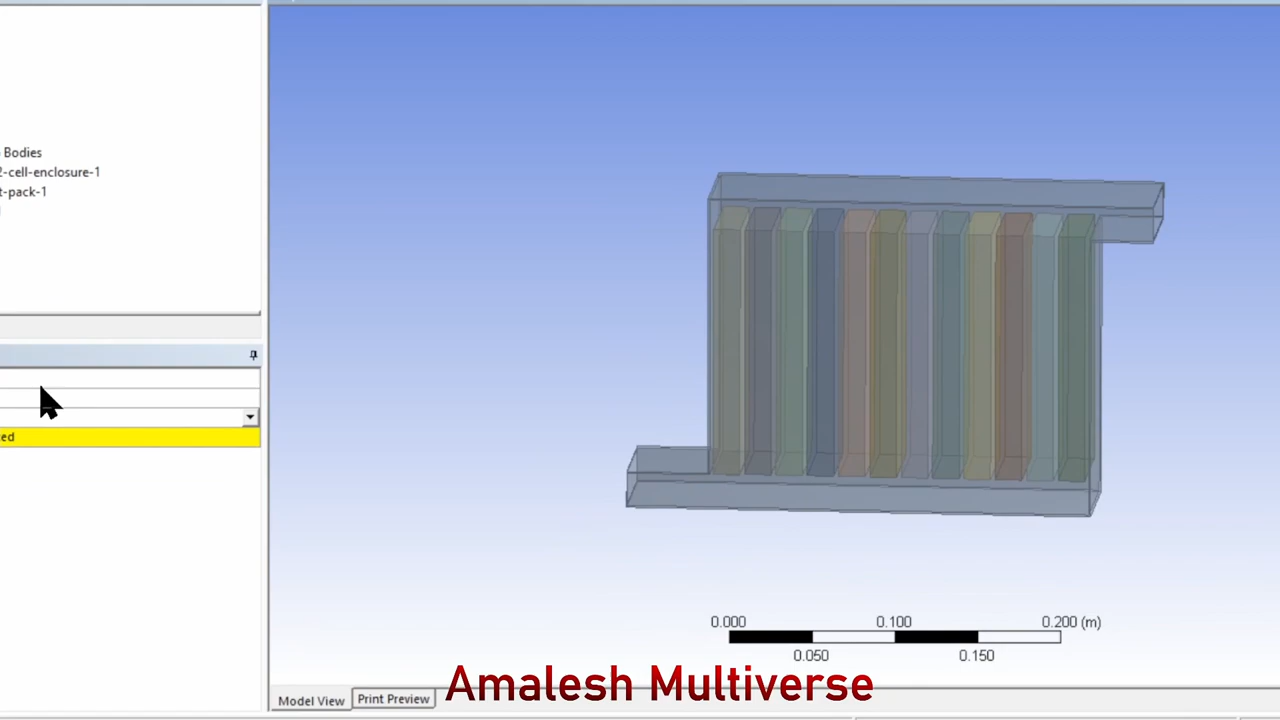 Bodies
2-cell-enclosure-1
t-pack-1
ed
0.000 0.100 0.200 (m)
0.050 0.150
Model View Print Preview
Amalesh Multiverse